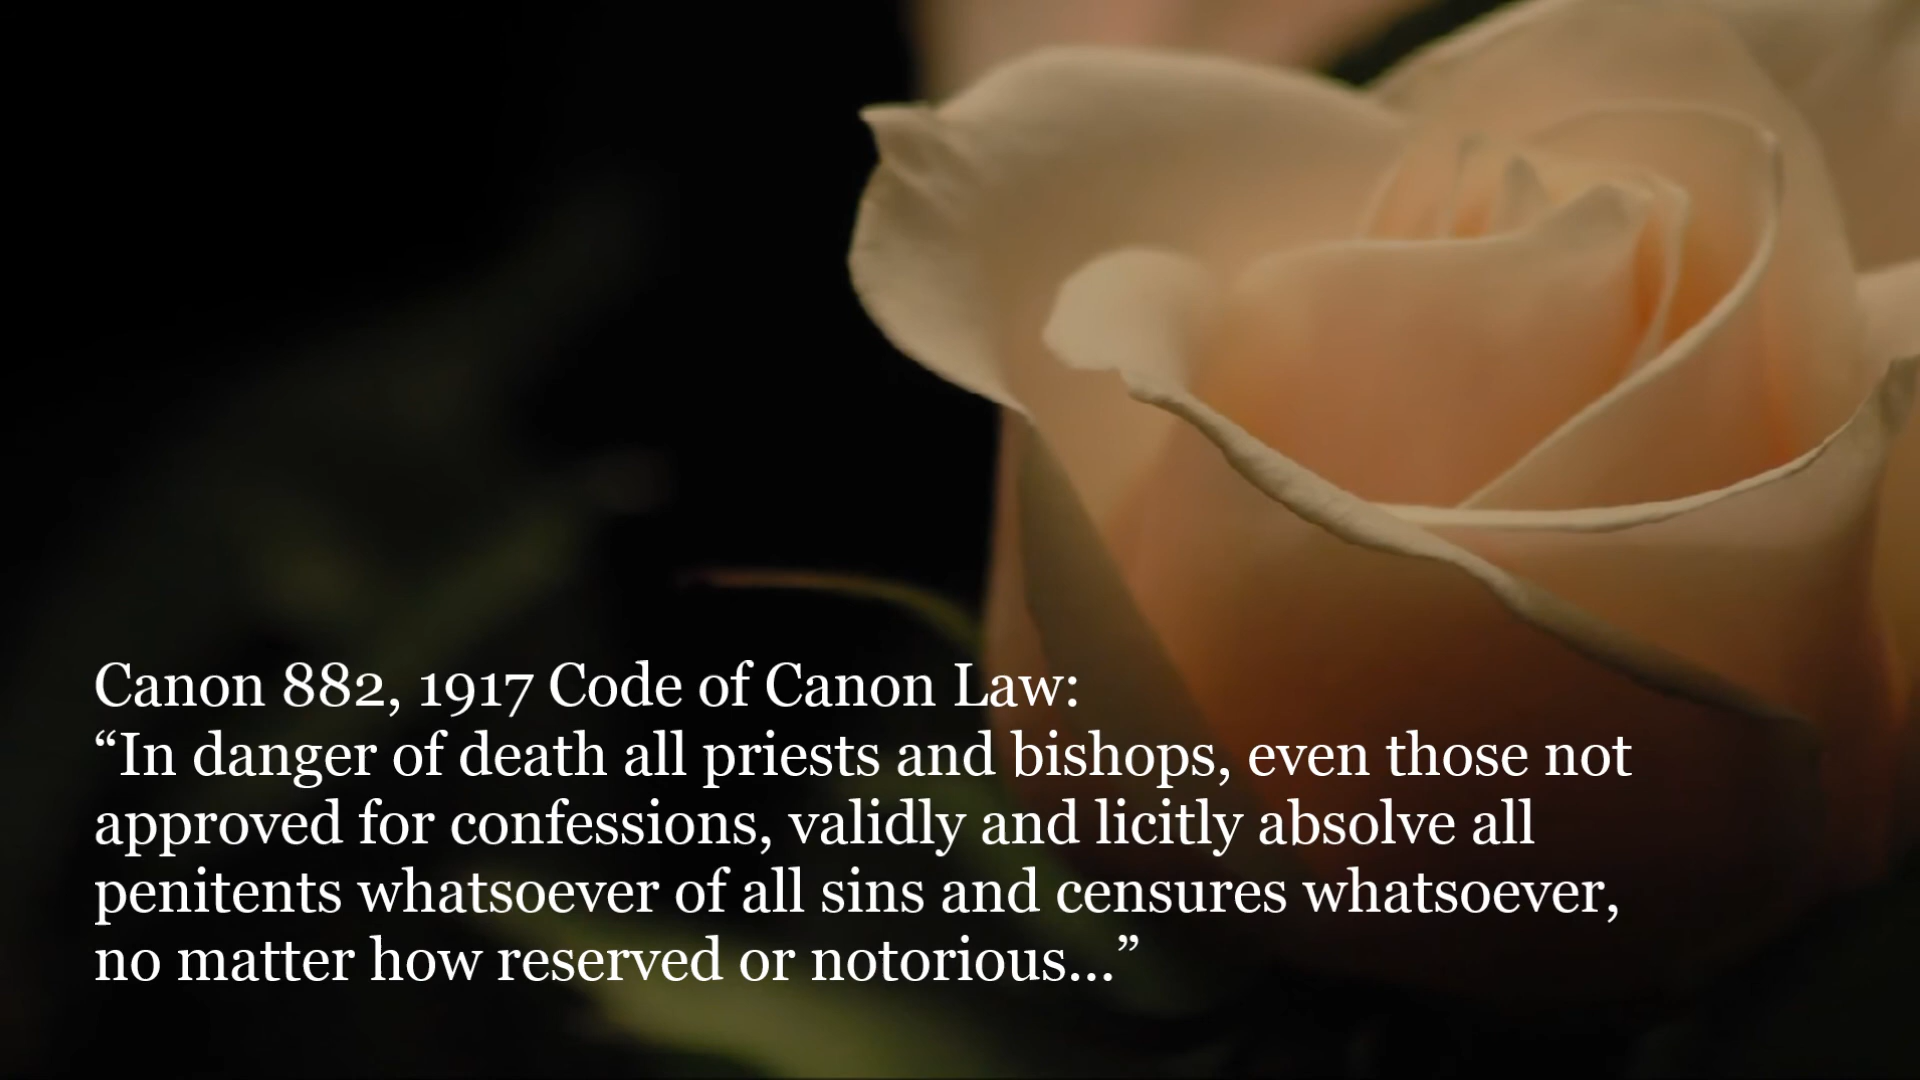 Canon 882, 1917 Code of Canon Law:
“In danger of death all priests and bishops, even those not
approved for confessions, validly and licitly absolve all
penitents whatsoever of all sins and censures whatsoever,
no matter how reserved or notorious...”